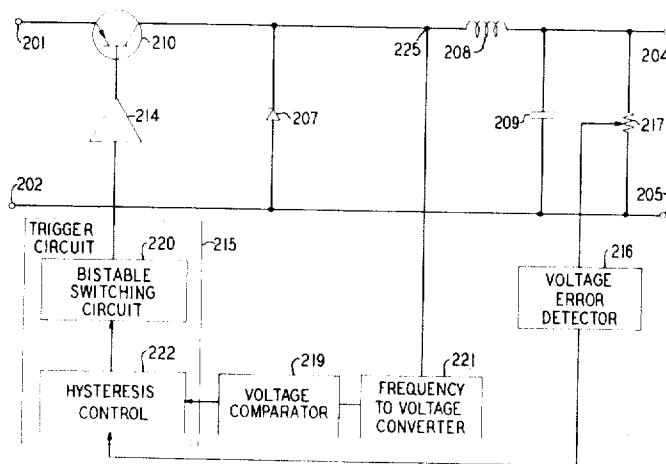 201
210
225
208
204
214
207
209
217
202
205
TRIGGER
CIRCUIT
215
220
216
BISTABLE
SWITCHING
CIRCUIT
VOLTAGE
ERROR
DETECTOR
222
219
221
HYSTERESIS
CONTROL
VOLTAGE
COMPARATOR
FREQUENCY
TO VOLTAGE
CONVERTER